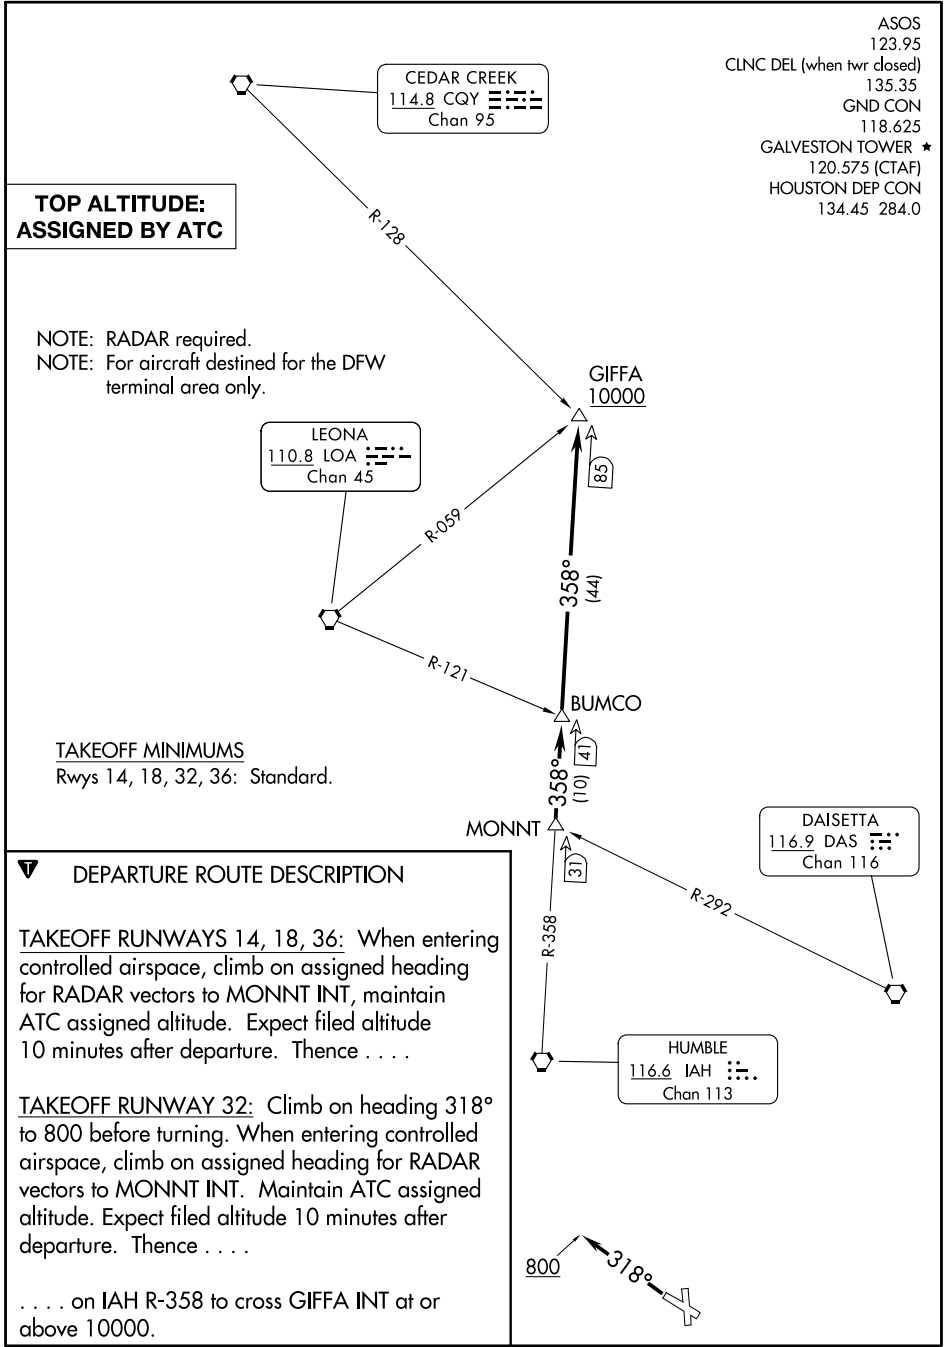 ASOS
123.95
CLNC DEL (when twr closed)
135.35
GND CON
118.625
GALVESTON TOWER ★
120.575 (CTAF)
HOUSTON DEP CON
134.45 284.0
CEDAR CREEK
114.8 CQY
Chan 95
TOP ALTITUDE:
ASSIGNED BY ATC
R-128
NOTE: RADAR required.
NOTE: For aircraft destined for the DFW
terminal area only.
GIFFA
10000
LEONA
110.8 LOA
Chan 45
85
R-059
358°
(44)
R-121
BUMCO
41
TAKEOFF MINIMUMS
Rwys 14, 18, 32, 36: Standard.
358°
(10)
MONNT
31
DAISETTA
116.9 DAS
Chan 116
R-292
R-358
HUMBLE
116.6 IAH
Chan 113
T DEPARTURE ROUTE DESCRIPTION
TAKEOFF RUNWAYS 14, 18, 36: When entering
controlled airspace, climb on assigned heading
for RADAR vectors to MONNT INT, maintain
ATC assigned altitude. Expect filed altitude
10 minutes after departure. Thence . . . .
TAKEOFF RUNWAY 32: Climb on heading 318°
to 800 before turning. When entering controlled
airspace, climb on assigned heading for RADAR
vectors to MONNT INT. Maintain ATC assigned
altitude. Expect filed altitude 10 minutes after
departure. Thence . . . .
. . . . on IAH R-358 to cross GIFFA INT at or
above 10000.
800
318°